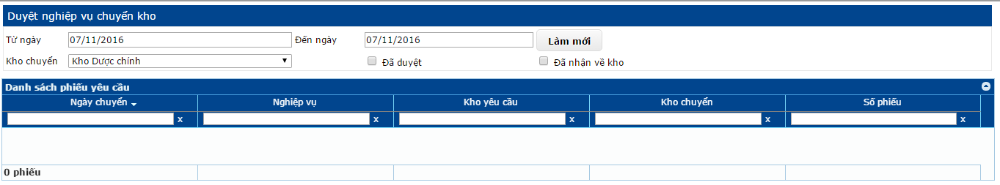 Duyệt nghiệp vụ chuyển kho
Từ ngày 07/11/2016 Đến ngày 07/11/2016 Làm mới
Kho chuyển Kho Dược chính Đã duyệt Đã nhận về kho
Danh sách phiếu yêu cầu
Ngày chuyển Nghiệp vụ Kho yêu cầu Kho chuyển Số phiếu
x x x x x
0 phiếu